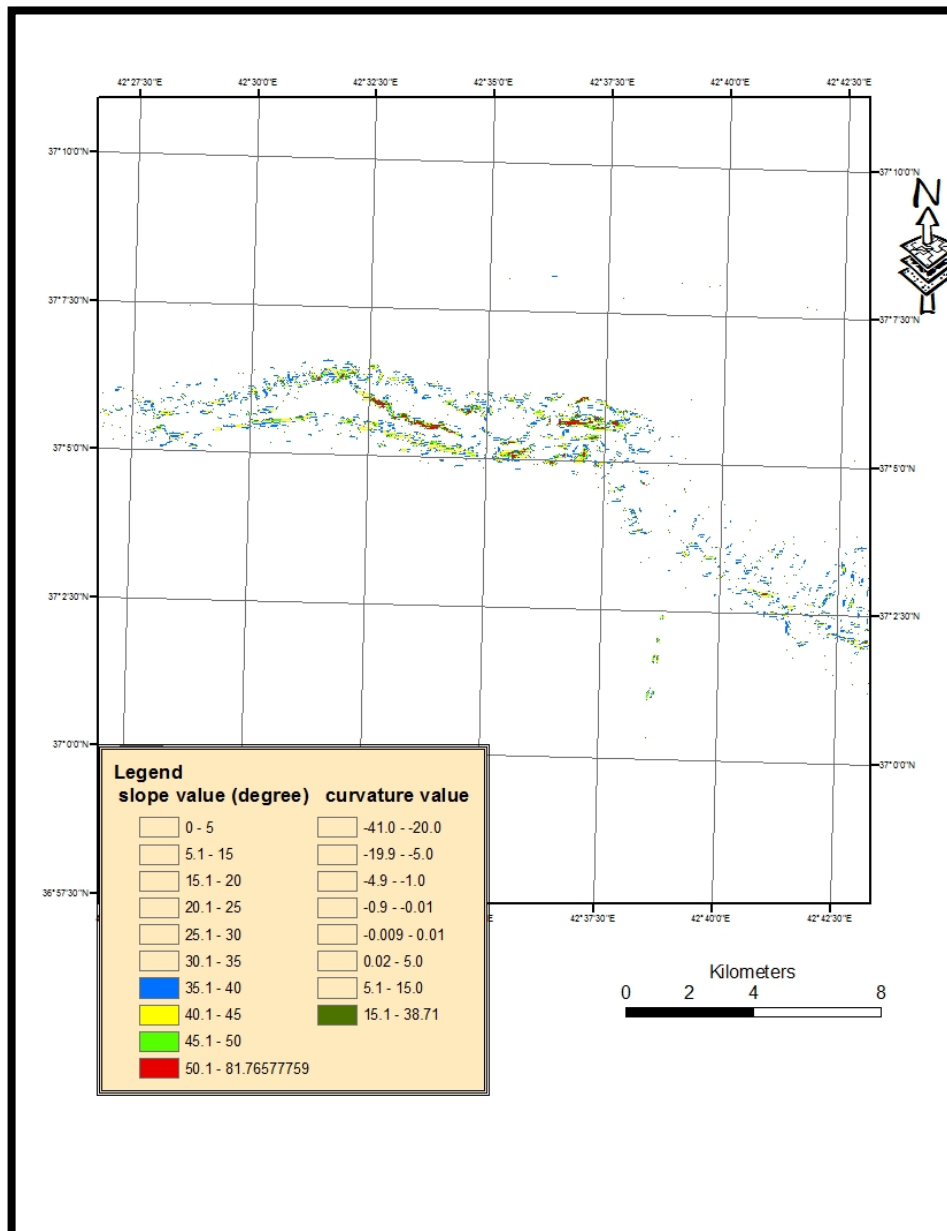 42°27'30"E 42°30'0"E 42°32'30"E 42°35'0"E 42°37'30"E 42°40'0"E 42°42'30"E
37°10'0"N
37°10'0"N
N
37°7'30"N
37°7'30"N
37°5'0"N
37°5'0"N
37°2'30"N
37°2'30"N
37°0'0"N
37°0'0"N
36°57'30"N
42°37'30"E 42°40'0"E 42°42'30"E
Legend
slope value (degree) curvature value
0 - 5 -41.0 - -20.0
5.1 - 15 -19.9 - -5.0
15.1 - 20 -4.9 - -1.0
20.1 - 25 -0.9 - -0.01
25.1 - 30 -0.009 - 0.01
30.1 - 35 0.02 - 5.0
35.1 - 40 5.1 - 15.0
40.1 - 45 15.1 - 38.71
45.1 - 50
50.1 - 81.76577759
Kilometers
0 2 4 8